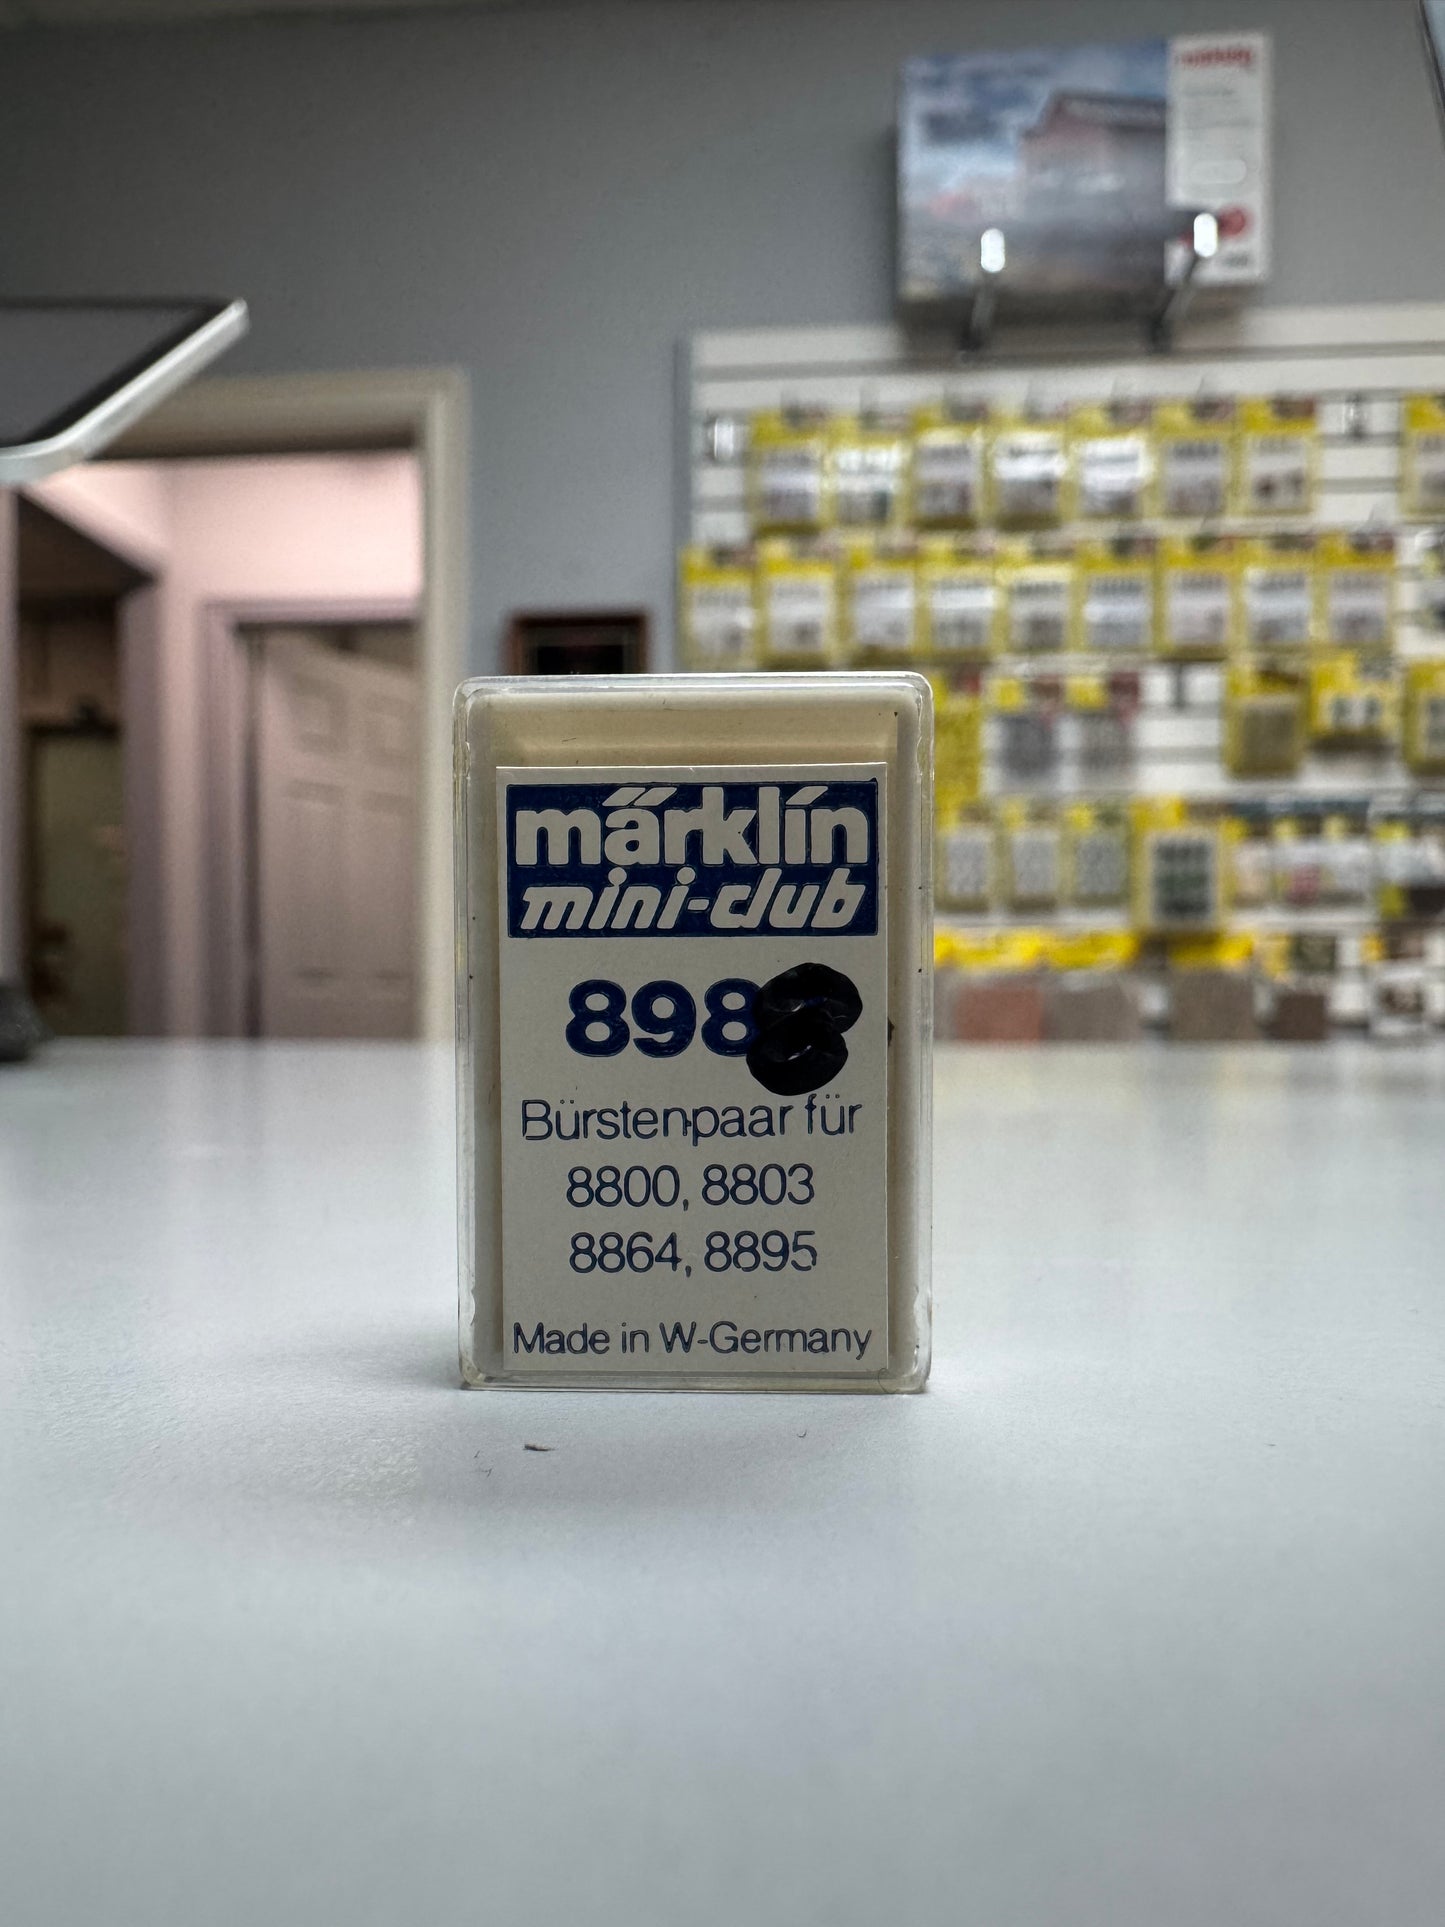 märklin
mini-club
898
Bürstenpaar für
8800, 8803
8864, 8895
Made in W-Germany